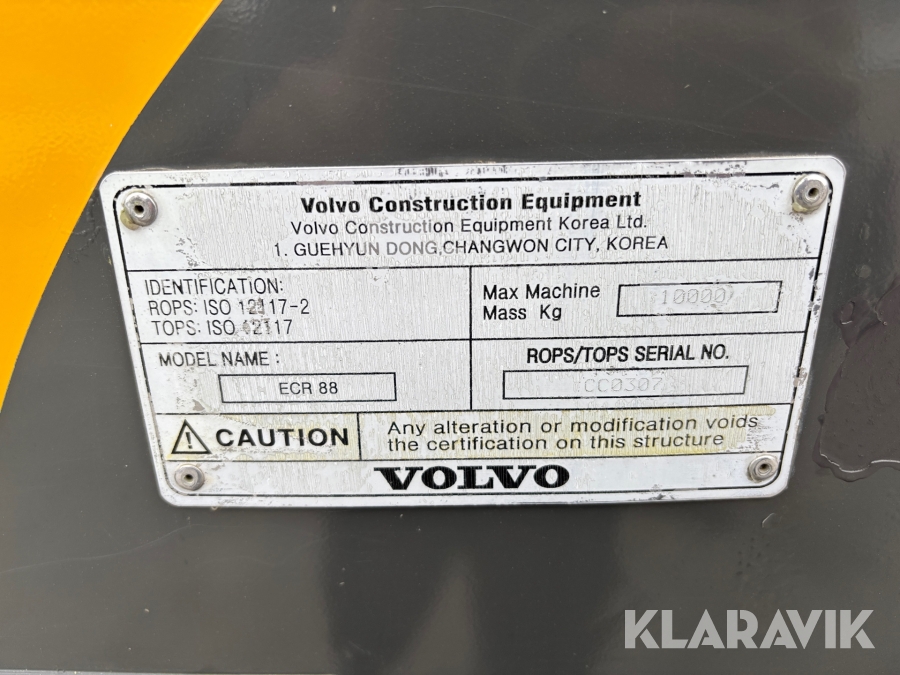 Volvo Construction Equipment
Volvo Construction Equipment Korea Ltd.
1. GUEHYUN DONG,CHANGWON CITY, KOREA
IDENTIFICATION:
ROPS: ISO 12117-2
TOPS: ISO 12117
Max Machine Mass Kg 10000
MODEL NAME :
ECR 88
ROPS/TOPS SERIAL NO.
CC0307
CAUTION
Any alteration or modification voids
the certification on this structure
VOLVO
KLARAVIK